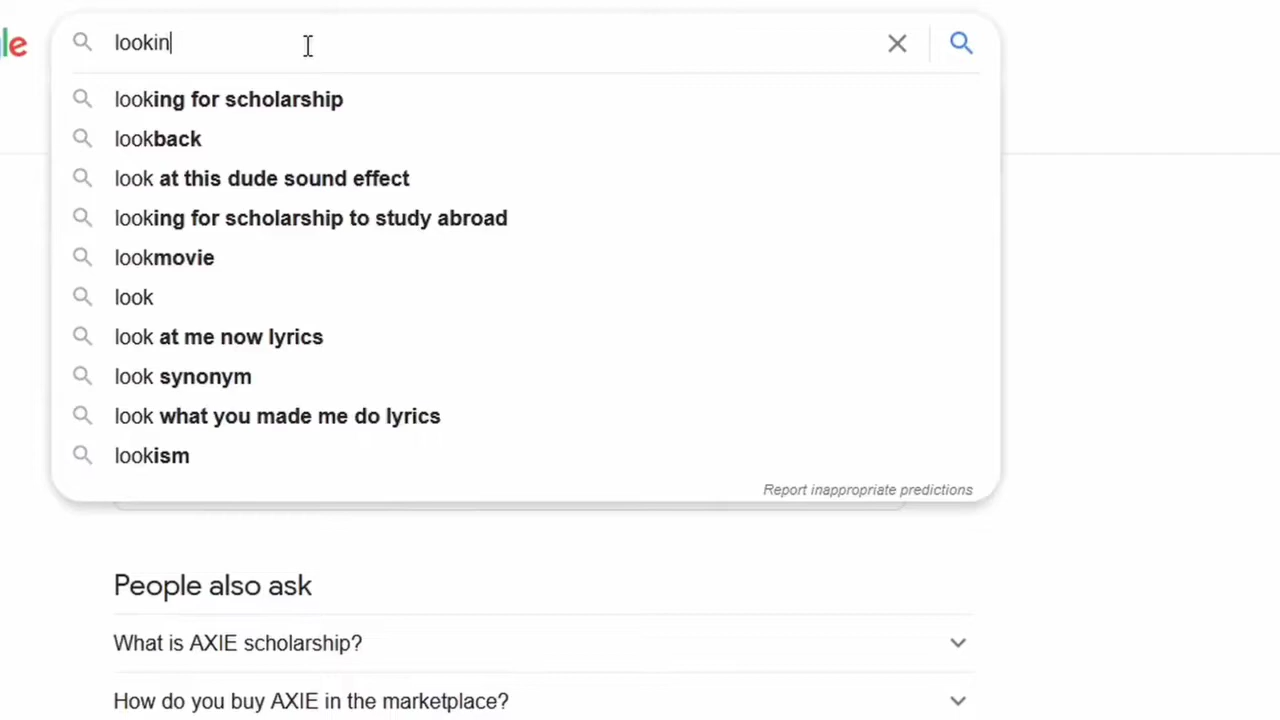 le
lookin
looking for scholarship
lookback
look at this dude sound effect
looking for scholarship to study abroad
lookmovie
look
look at me now lyrics
look synonym
look what you made me do lyrics
lookism
Report inappropriate predictions
People also ask
What is AXIE scholarship?
How do you buy AXIE in the marketplace?